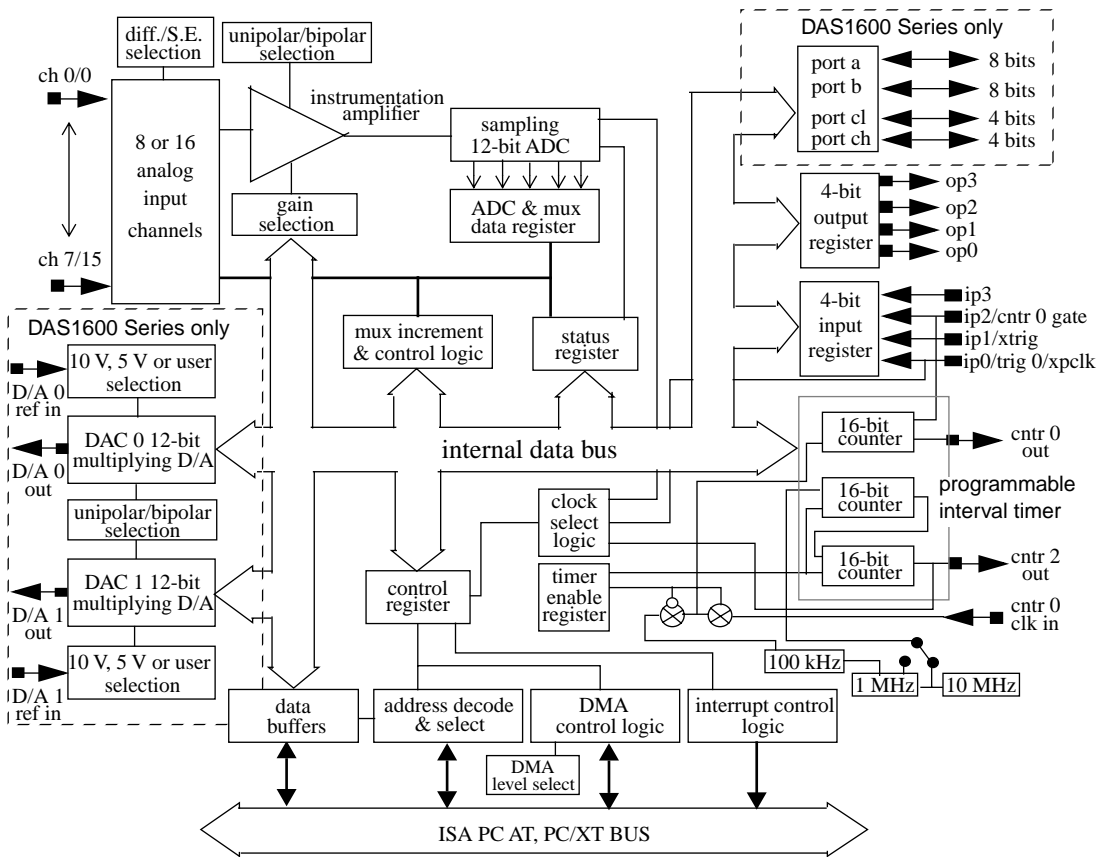 diff./S.E.
selection
unipolar/bipolar
selection
DAS1600 Series only
ch 0/0
8 or 16
analog
input
channels
ch 7/15
instrumentation
amplifier
gain
selection
sampling
12-bit ADC
ADC & mux
data register
port a
port b
port cl
port ch
8 bits
8 bits
4 bits
4 bits
4-bit
output
register
op3
op2
op1
op0
4-bit
input
register
ip3
ip2/cntr 0 gate
ip1/xtrig
ip0/trig 0/xpclk
mux increment
& control logic
status
register
DAS1600 Series only
10 V, 5 V or user
selection
D/A 0
ref in
DAC 0 12-bit
multiplying D/A
D/A 0
out
unipolar/bipolar
selection
DAC 1 12-bit
multiplying D/A
D/A 1
out
10 V, 5 V or user
selection
D/A 1
ref in
internal data bus
16-bit
counter
16-bit
counter
16-bit
counter
cntr 0
out
programmable
interval timer
cntr 2
out
cntr 0
clk in
clock
select
logic
timer
enable
register
control
register
100 kHz
1 MHz
10 MHz
data
buffers
address decode
& select
DMA
control logic
interrupt control
logic
DMA
level select
ISA PC AT, PC/XT BUS